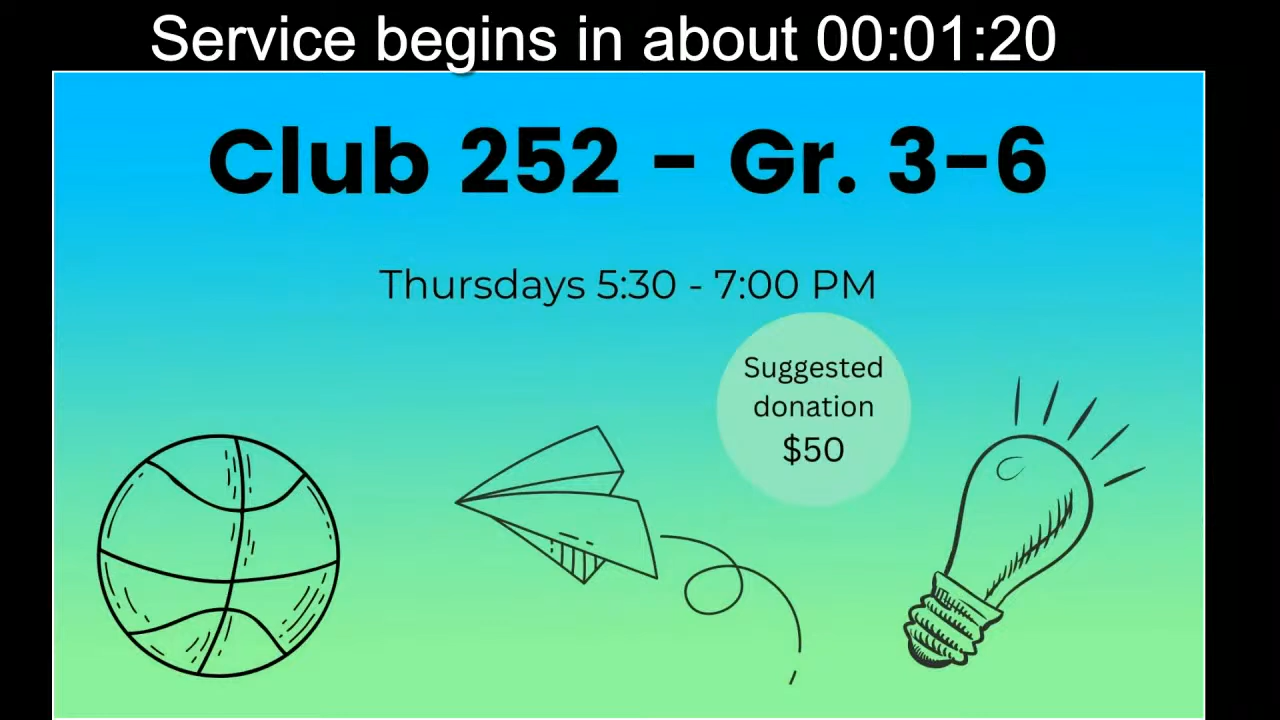 Service begins in about 00:01:20
Club 252 - Gr. 3-6
Thursdays 5:30 - 7:00 PM
Suggested
donation
$50